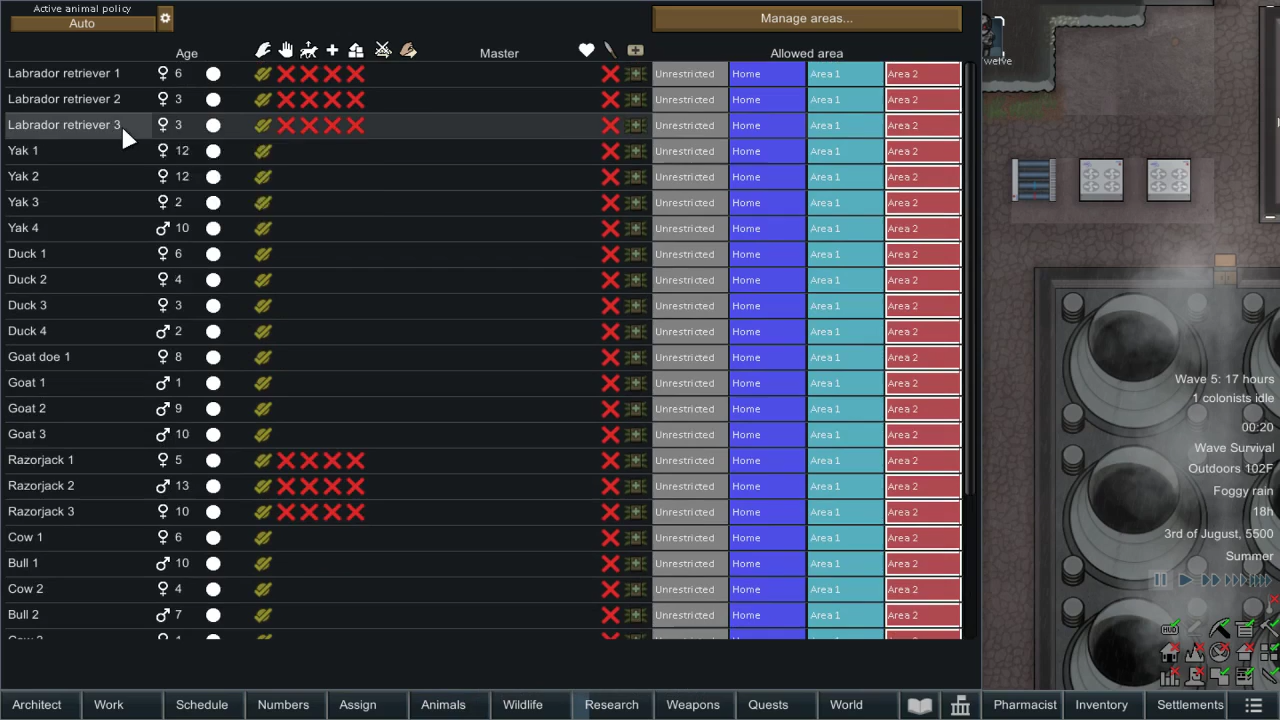 Active animal policy
Auto
Manage areas...
Age
Master
Allowed area
Labrador retriever 1 6 Unrestricted Home Area 1 Area 2
Labrador retriever 2 3 Unrestricted Home Area 1 Area 2
Labrador retriever 3 3 Unrestricted Home Area 1 Area 2
Yak 1 12 Unrestricted Home Area 1 Area 2
Yak 2 12 Unrestricted Home Area 1 Area 2
Yak 3 2 Unrestricted Home Area 1 Area 2
Yak 4 10 Unrestricted Home Area 1 Area 2
Duck 1 6 Unrestricted Home Area 1 Area 2
Duck 2 4 Unrestricted Home Area 1 Area 2
Duck 3 3 Unrestricted Home Area 1 Area 2
Duck 4 2 Unrestricted Home Area 1 Area 2
Goat doe 1 8 Unrestricted Home Area 1 Area 2
Goat 1 1 Unrestricted Home Area 1 Area 2
Goat 2 9 Unrestricted Home Area 1 Area 2
Goat 3 10 Unrestricted Home Area 1 Area 2
Razorjack 1 5 Unrestricted Home Area 1 Area 2
Razorjack 2 13 Unrestricted Home Area 1 Area 2
Razorjack 3 10 Unrestricted Home Area 1 Area 2
Cow 1 6 Unrestricted Home Area 1 Area 2
Bull 1 10 Unrestricted Home Area 1 Area 2
Cow 2 4 Unrestricted Home Area 1 Area 2
Bull 2 7 Unrestricted Home Area 1 Area 2
welve
Wave 5: 17 hours
1 colonists idle
00:20
Wave Survival
Outdoors 102F
Foggy rain
18h
3rd of Jugust, 5500
Summer
HUD
Architect Work Schedule Numbers Assign Animals Wildlife Research Weapons Quests World Pharmacist Inventory Settlements